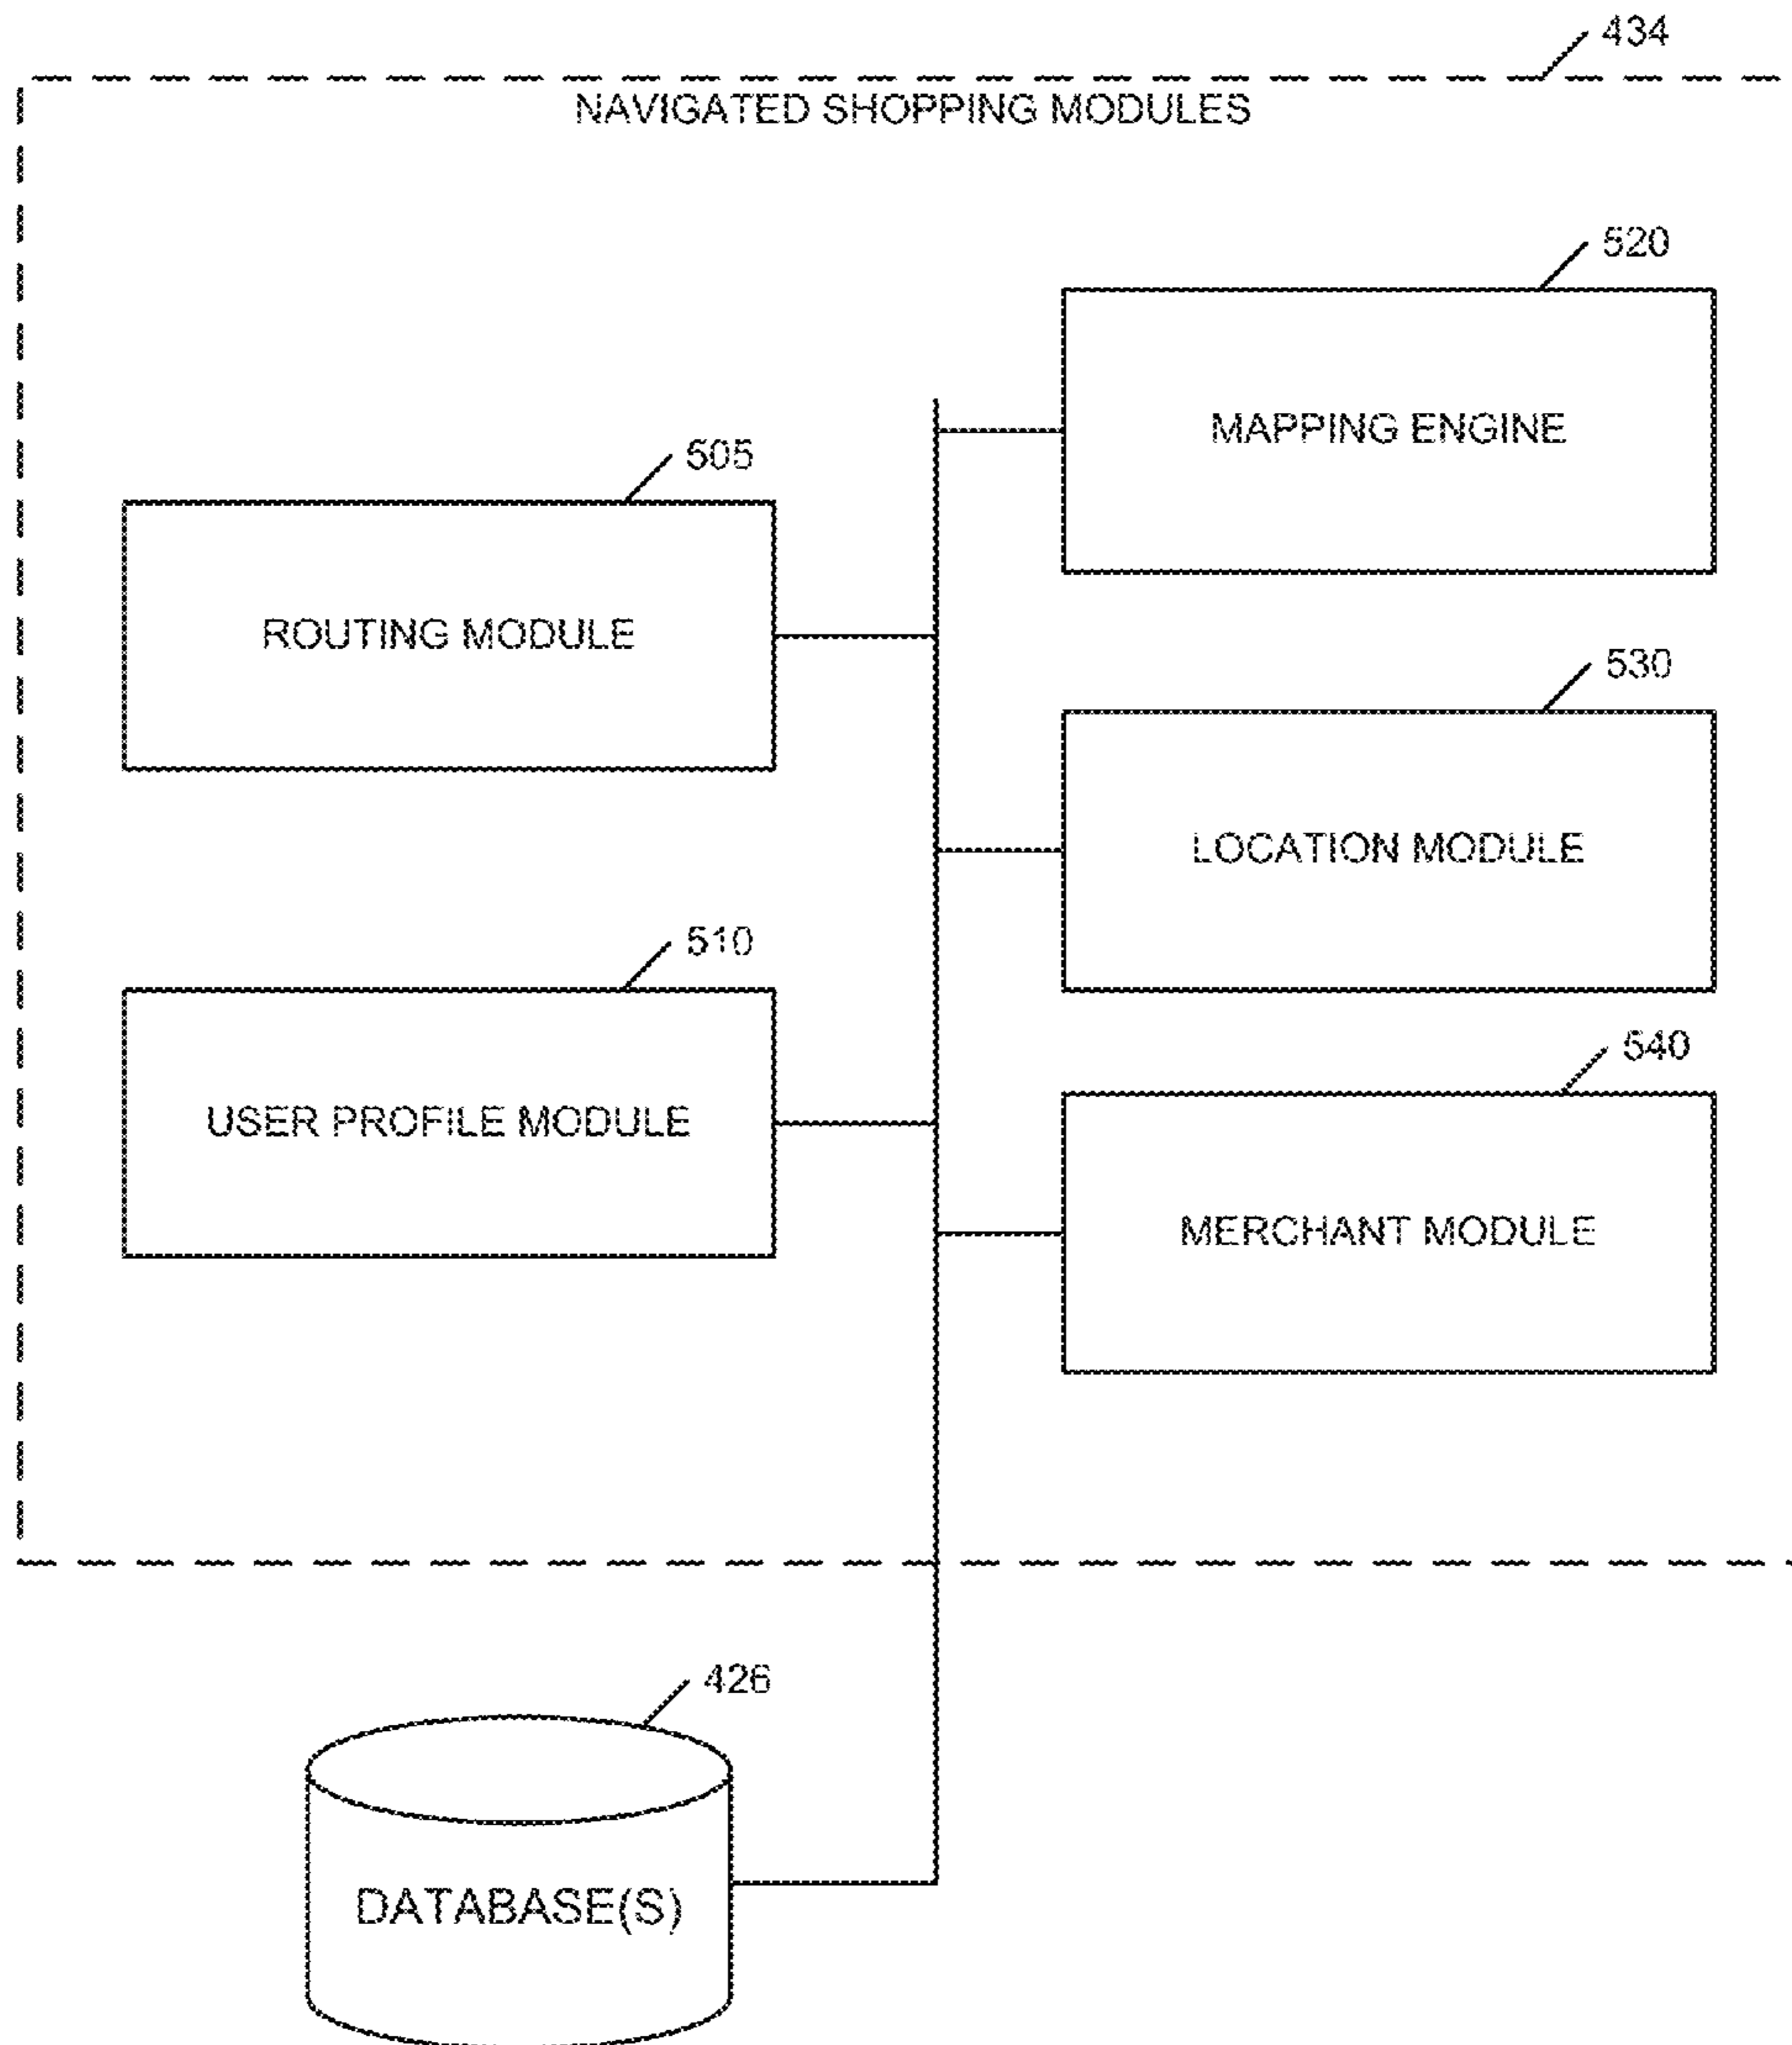 434
NAVIGATED SHOPPING MODULES
520
MAPPING ENGINE
505
ROUTING MODULE
530
LOCATION MODULE
510
USER PROFILE MODULE
540
MERCHANT MODULE
426
DATABASE(S)